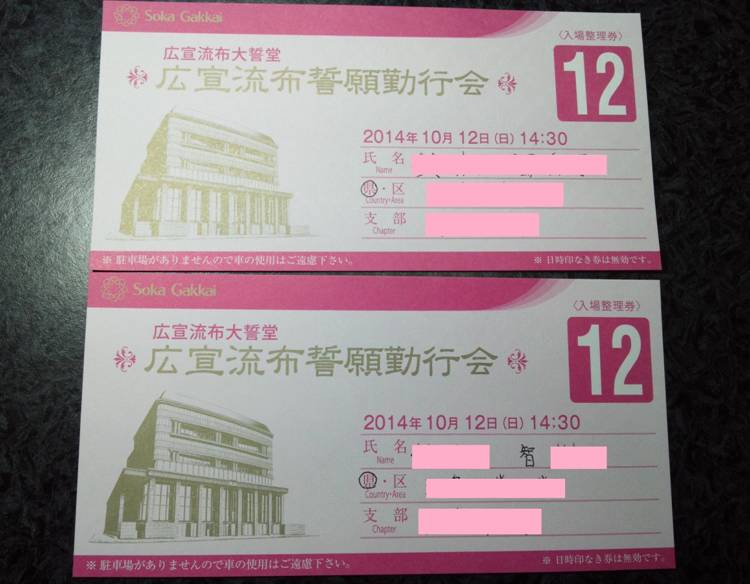 Soka Gakkai
〈入場整理券〉
広宣流布大誓堂
広宣流布誓願勤行会
12
2014年10月12日(日) 14:30
氏名
Name
県・区
Country・Area
支部
Chapter
※ 駐車場がありませんので車の使用はご遠慮下さい。
※ 日時印なき券は無効です。
Soka Gakkai
〈入場整理券〉
広宣流布大誓堂
広宣流布誓願勤行会
12
2014年10月12日(日) 14:30
氏名 智
Name
県・区
Country・Area
支部
Chapter
※ 駐車場がありませんので車の使用はご遠慮下さい。
※ 日時印なき券は無効です。